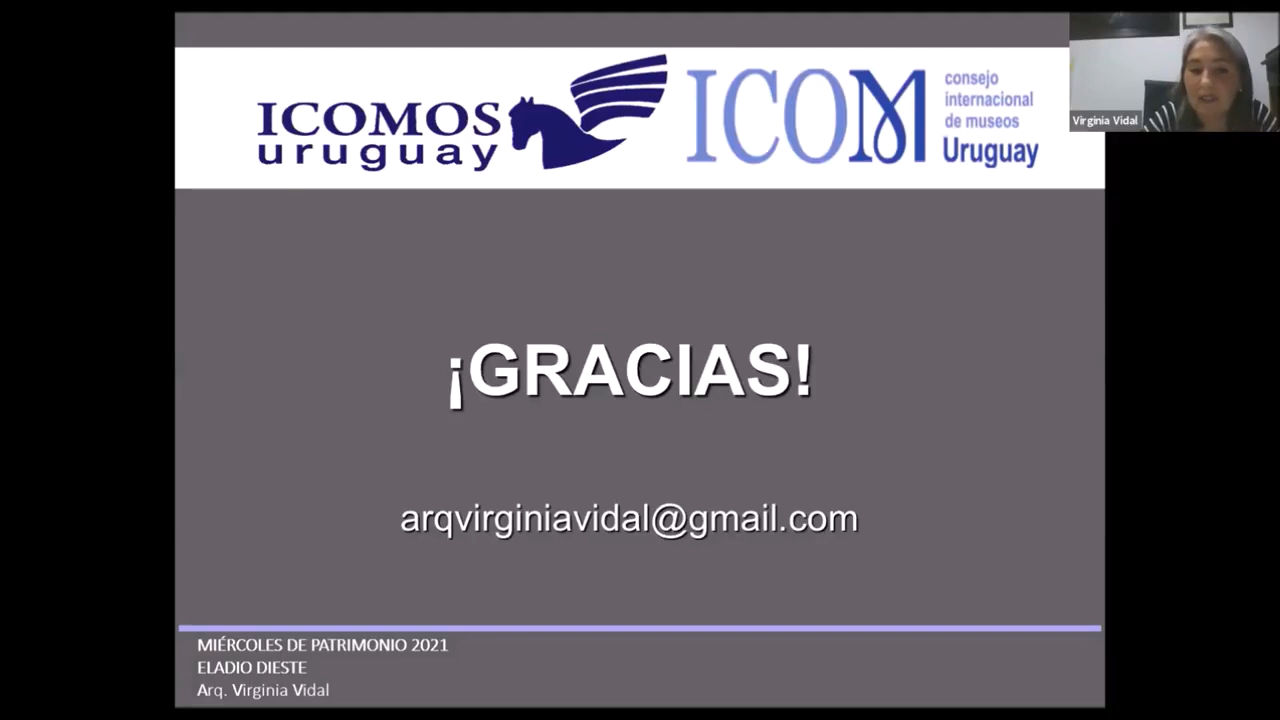 ICOMOS
uruguay
ICOM
consejo
internacional
de museos
Uruguay
Virginia Vidal
¡GRACIAS!
arqvirginiavidal@gmail.com
MIÉRCOLES DE PATRIMONIO 2021
ELADIO DIESTE
Arq. Virginia Vidal